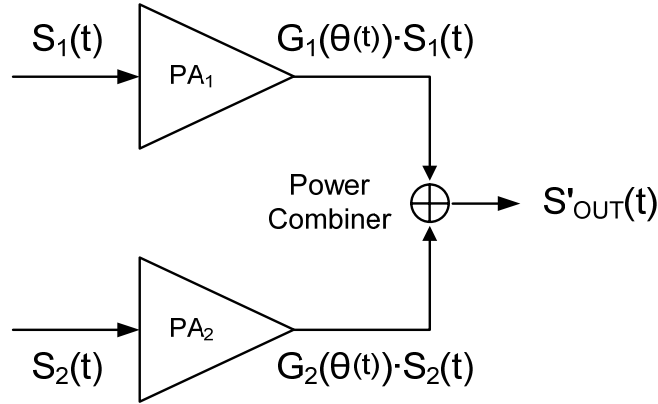 S₁(t)
G₁(θ(t))·S₁(t)
PA₁
Power
Combiner
S'OUT(t)
PA₂
S₂(t)
G₂(θ(t))·S₂(t)